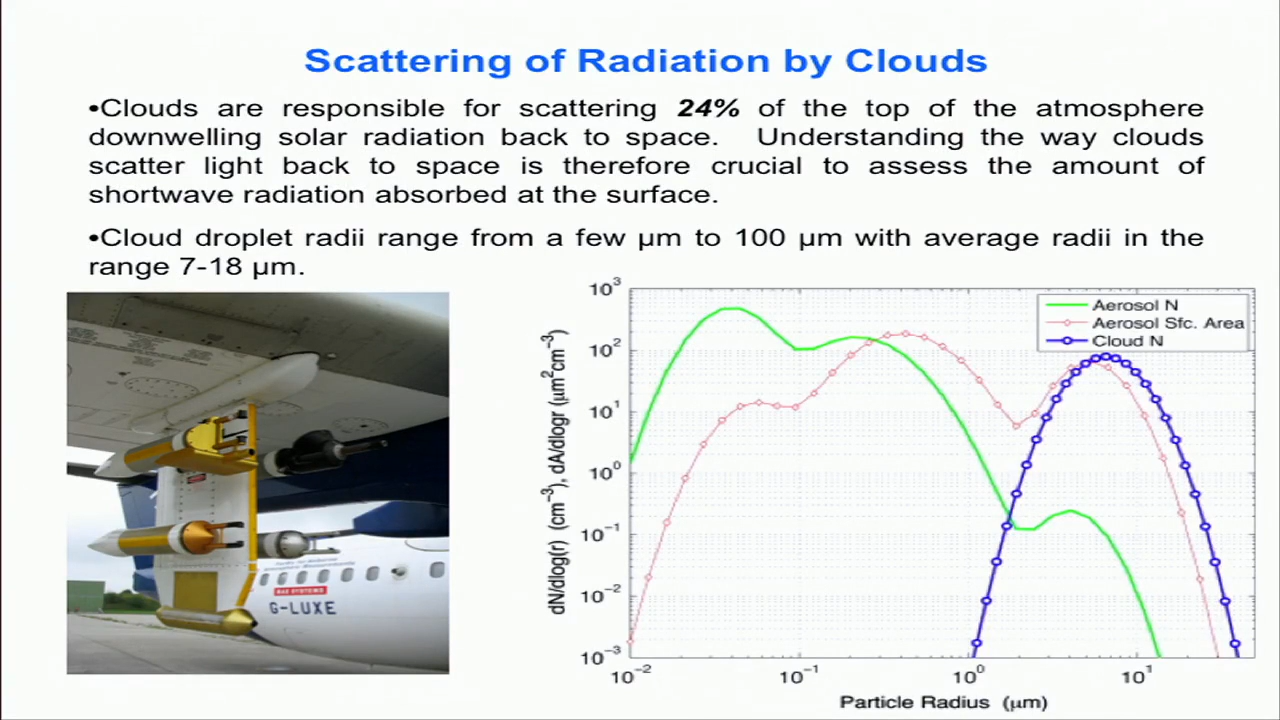 Scattering of Radiation by Clouds
•Clouds are responsible for scattering 24% of the top of the atmosphere
downwelling solar radiation back to space. Understanding the way clouds
scatter light back to space is therefore crucial to assess the amount of
shortwave radiation absorbed at the surface.
•Cloud droplet radii range from a few µm to 100 µm with average radii in the
range 7-18 µm.
BAE SYSTEMS
G-LUXE
dN/dlog(r) (cm⁻³), dA/dlogr (µm²cm⁻³)
10³
10²
10¹
10⁰
10⁻¹
10⁻²
10⁻³
Aerosol N
Aerosol Sfc. Area
Cloud N
10⁻² 10⁻¹ 10⁰ 10¹
Particle Radius (µm)